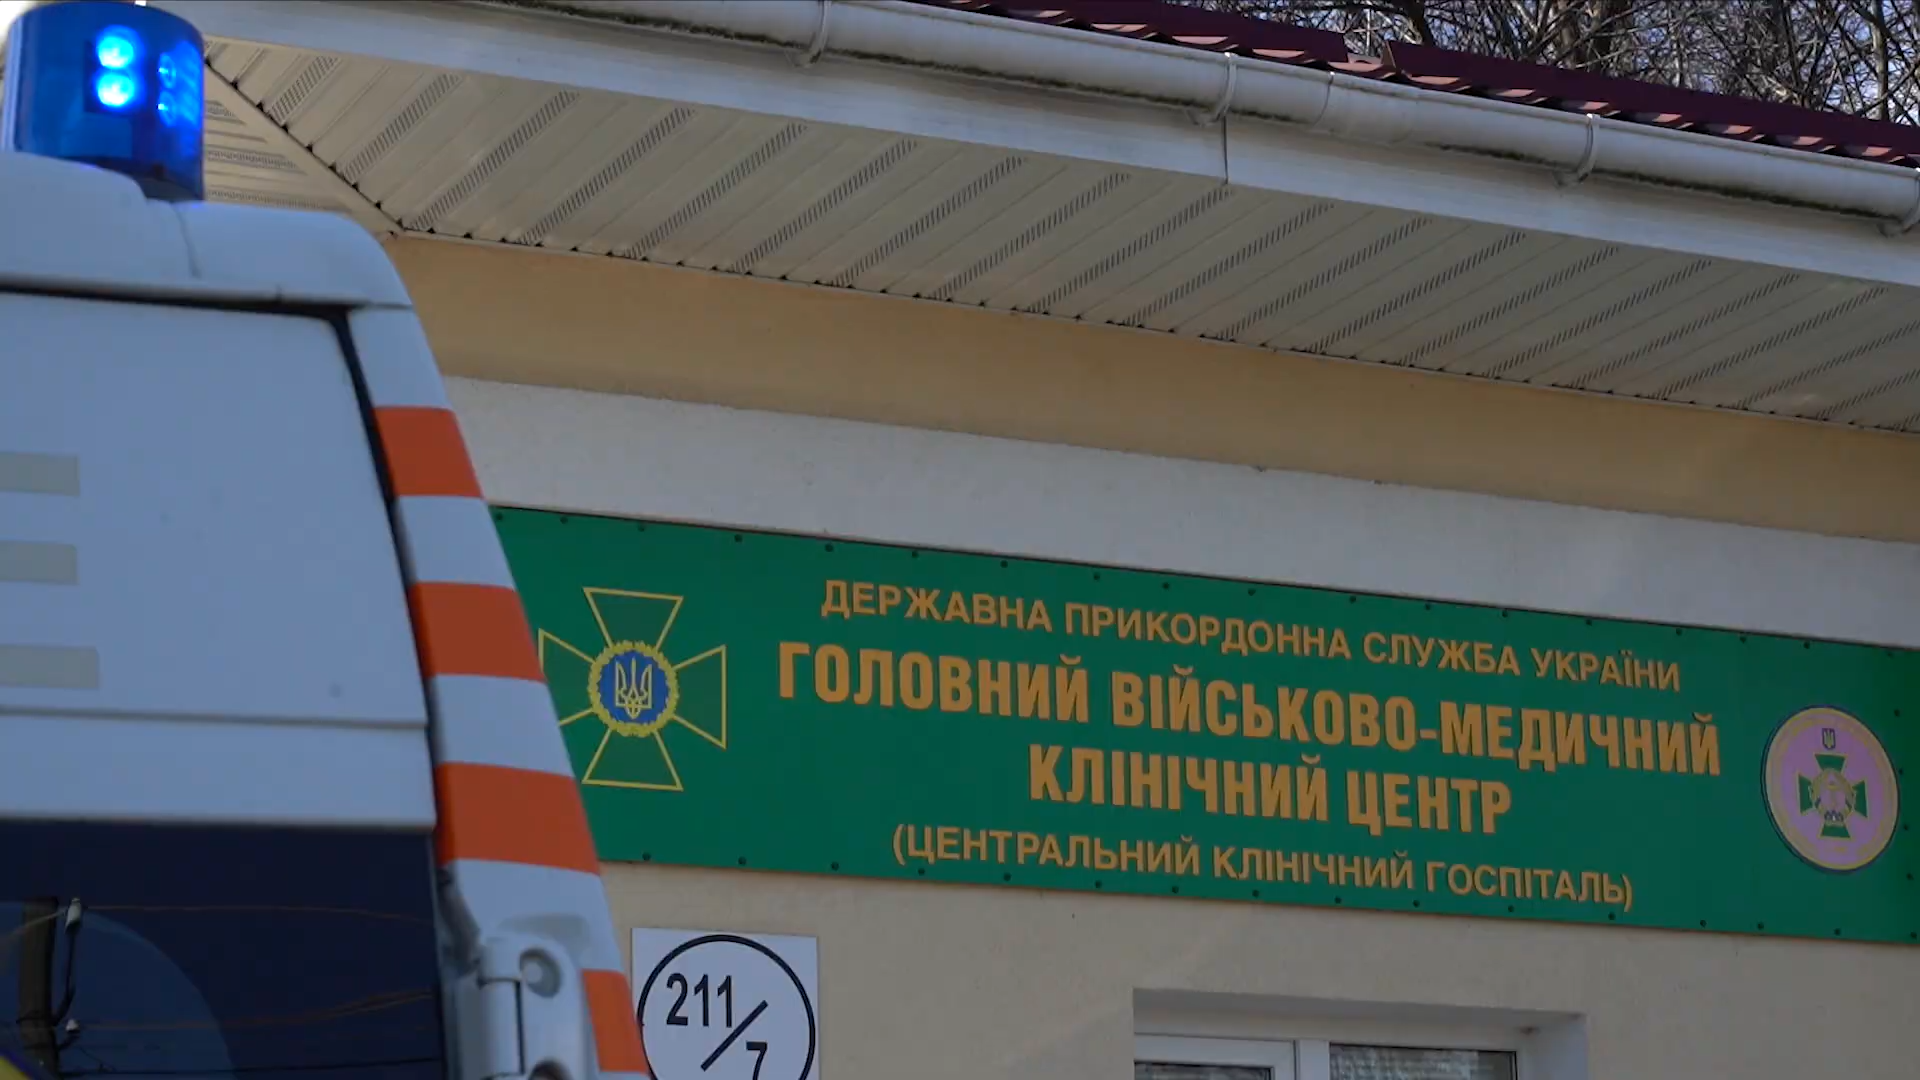 ДЕРЖАВНА ПРИКОРДОННА СЛУЖБА УКРАЇНИ
ГОЛОВНИЙ ВІЙСЬКОВО-МЕДИЧНИЙ
КЛІНІЧНИЙ ЦЕНТР
(ЦЕНТРАЛЬНИЙ КЛІНІЧНИЙ ГОСПІТАЛЬ)
211/7